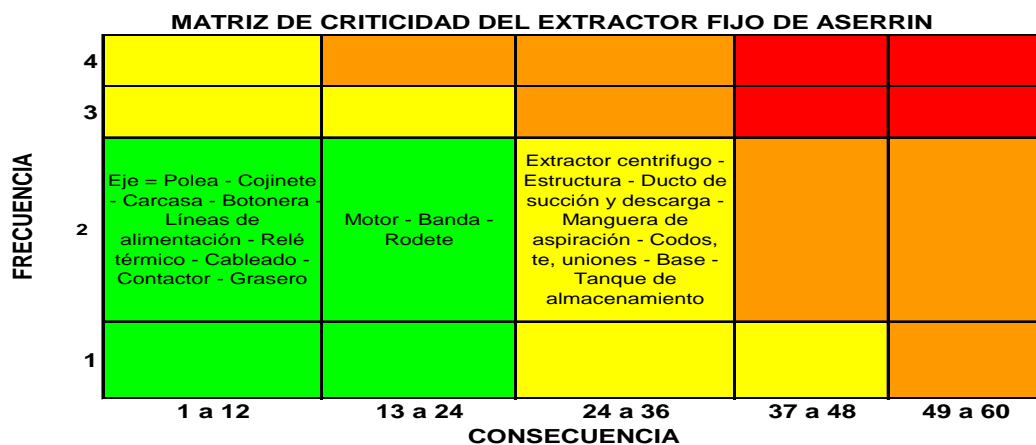 MATRIZ DE CRITICIDAD DEL EXTRACTOR FIJO DE ASERRIN
FRECUENCIA
4
3
2
Eje = Polea - Cojinete
- Carcasa - Botonera -
Líneas de
alimentación - Relé
térmico - Cableado -
Contactor - Grasero
Motor - Banda -
Rodete
Extractor centrifugo -
Estructura - Ducto de
succión y descarga -
Manguera de
aspiración - Codos,
te, uniones - Base -
Tanque de
almacenamiento
1
1 a 12
13 a 24
24 a 36
37 a 48
49 a 60
CONSECUENCIA